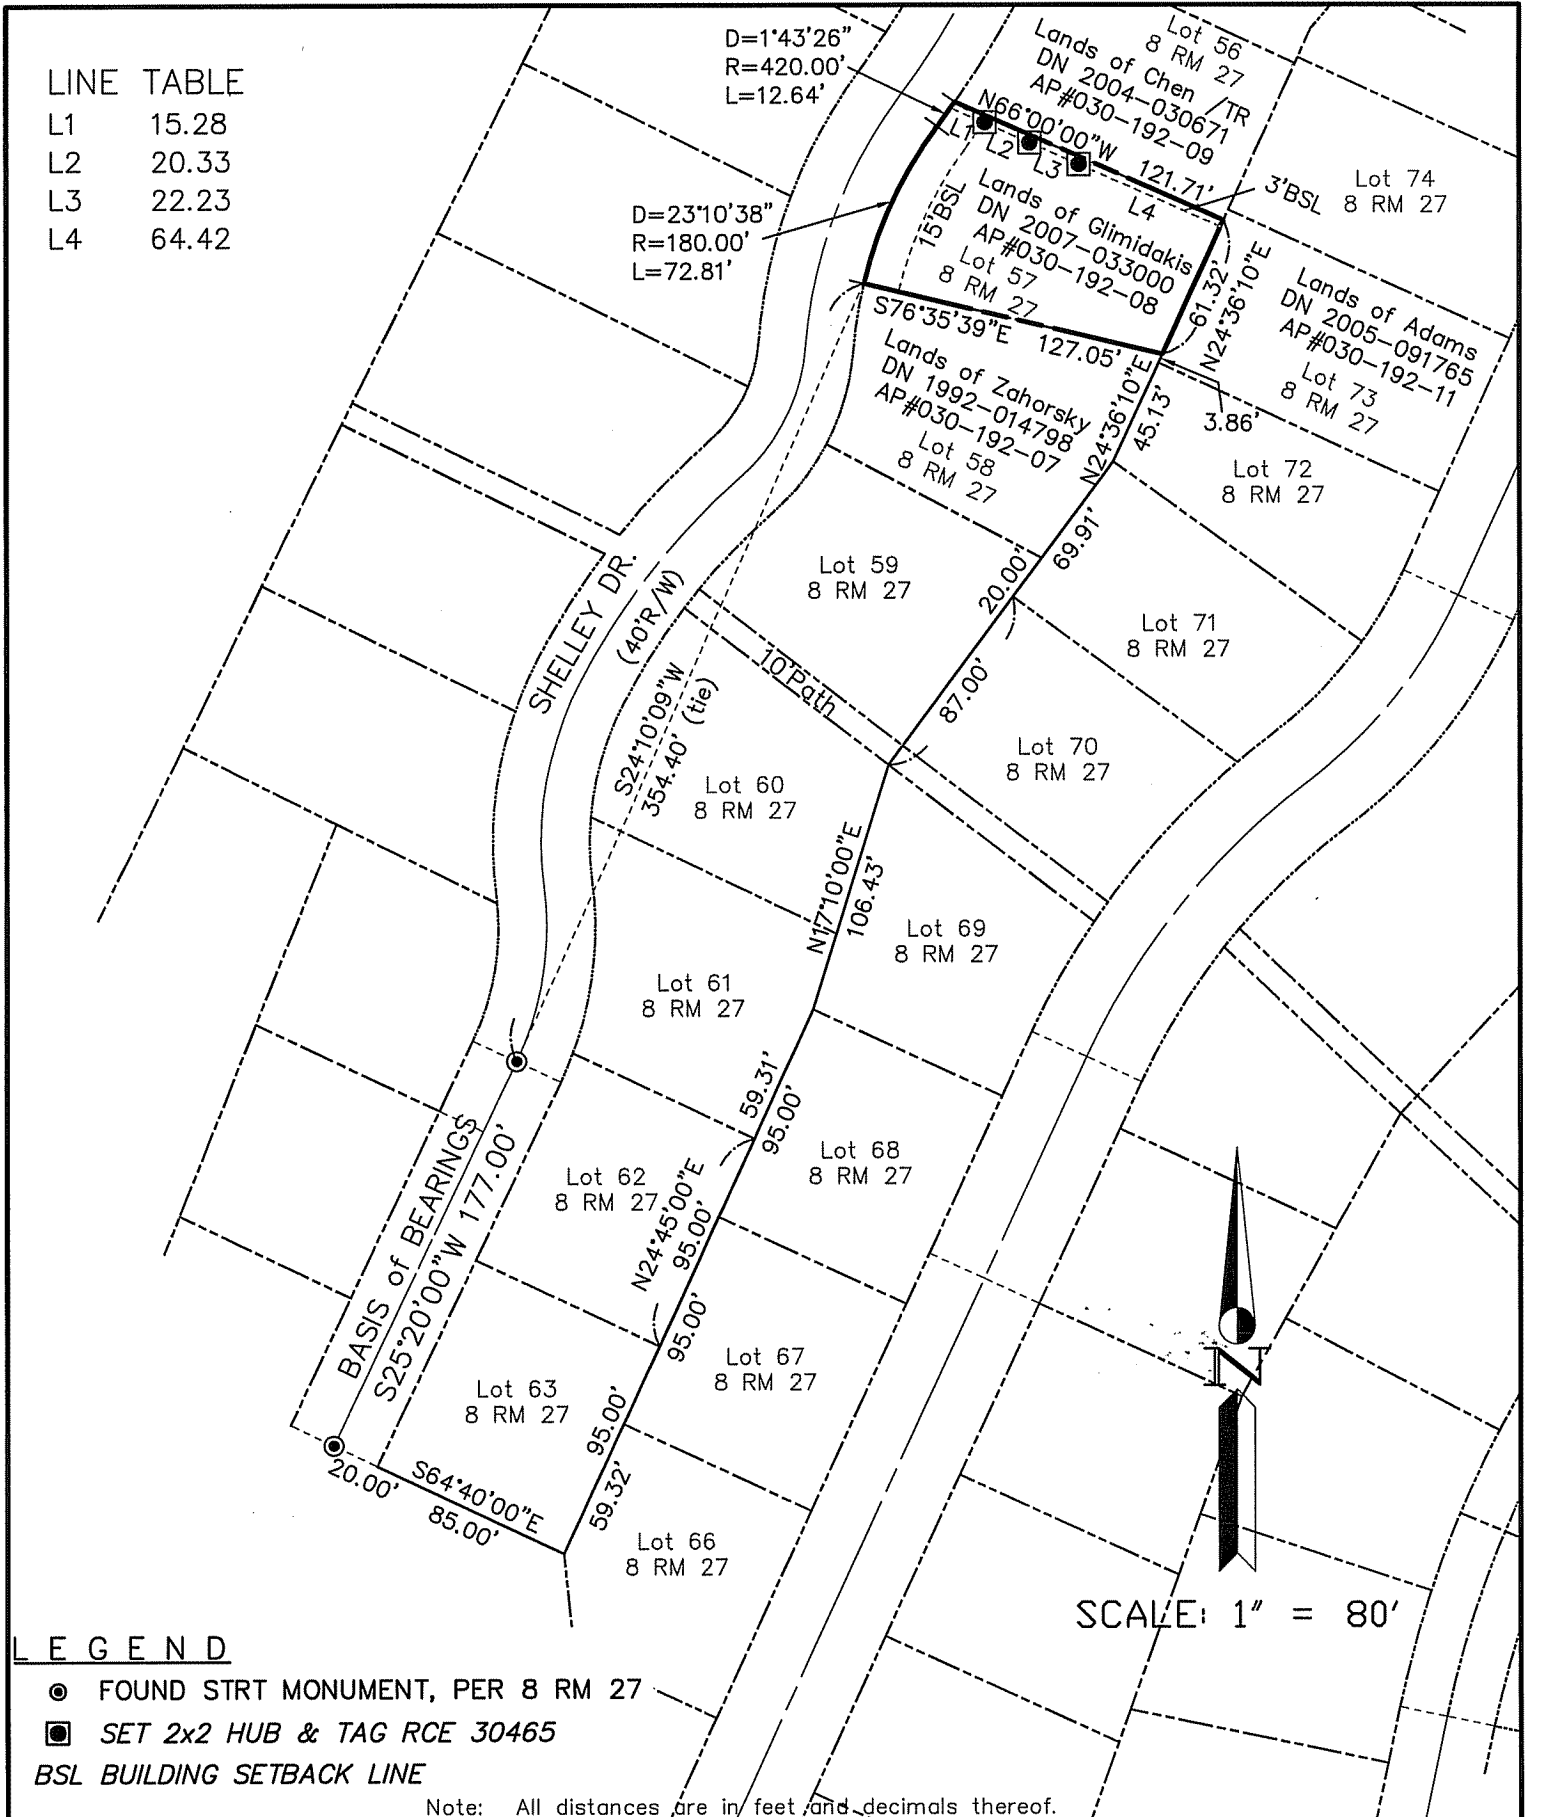 LINE TABLE
L1 15.28
L2 20.33
L3 22.23
L4 64.42
D=1°43'26"
R=420.00'
L=12.64'
Lot 56
8 RM 27
Lands of Chen /TR
DN 2004-030671
AP#030-192-09
N66°00'00"W 121.71'
L1
L2
L3
L4
3'BSL
Lot 74
8 RM 27
D=23°10'38"
R=180.00'
L=72.81'
15'BSL
Lands of Glimidakis
DN 2007-033000
AP#030-192-08
Lot 57
8 RM 27
61.32'
N24°36'10"E
S76°35'39"E 127.05'
Lands of Adams
DN 2005-091765
AP#030-192-11
Lot 73
8 RM 27
Lands of Zahorsky
DN 1992-014798
AP#030-192-07
Lot 58
8 RM 27
N24°36'10"E
45.13'
3.86'
Lot 72
8 RM 27
69.91'
20.00'
Lot 59
8 RM 27
SHELLEY DR.
(40'R/W)
Lot 71
8 RM 27
10'Path
87.00'
S24°10'09"W
354.40' (tie)
Lot 70
8 RM 27
Lot 60
8 RM 27
N17°10'00"E
106.43'
Lot 69
8 RM 27
Lot 61
8 RM 27
59.31'
95.00'
Lot 68
8 RM 27
Lot 62
8 RM 27
N24°45'00"E
95.00'
BASIS of BEARINGS
S25°20'00"W 177.00'
95.00'
Lot 67
8 RM 27
Lot 63
8 RM 27
95.00'
59.32'
20.00'
S64°40'00"E
85.00'
Lot 66
8 RM 27
N
SCALE: 1" = 80'
LEGEND
FOUND STRT MONUMENT, PER 8 RM 27
SET 2x2 HUB & TAG RCE 30465
BSL BUILDING SETBACK LINE
Note: All distances are in feet and decimals thereof.